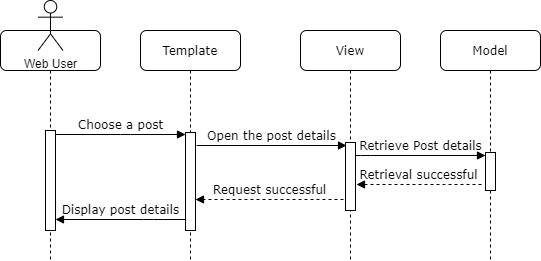 Web User
Template
View
Model
Choose a post
Open the post details
Retrieve Post details
Retrieval successful
Request successful
Display post details